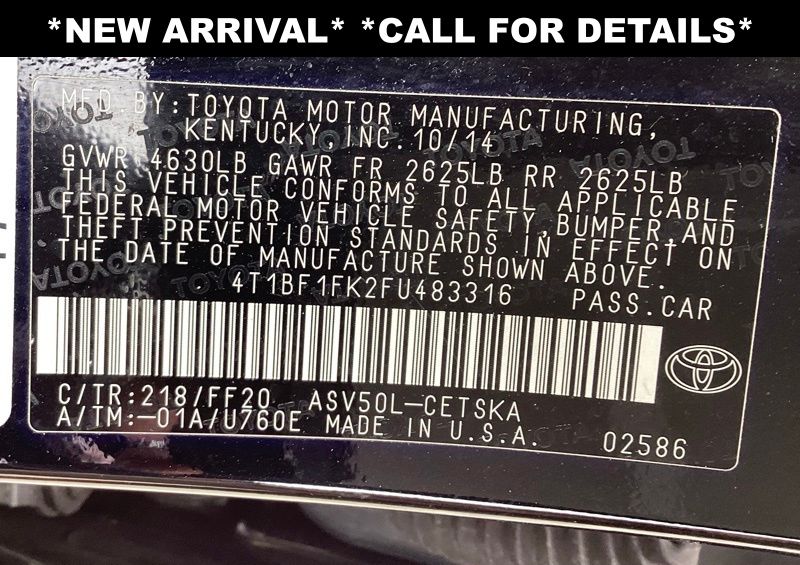 *NEW ARRIVAL* *CALL FOR DETAILS*
MFD BY: TOYOTA MOTOR MANUFACTURING,
KENTUCKY, INC. 10/14
GVWR 4630LB GAWR FR 2625LB RR 2625LB
THIS VEHICLE CONFORMS TO ALL APPLICABLE
FEDERAL MOTOR VEHICLE SAFETY, BUMPER, AND
THEFT PREVENTION STANDARDS IN EFFECT ON
THE DATE OF MANUFACTURE SHOWN ABOVE.
4T1BF1FK2FU483316 PASS.CAR
C/TR:218/FF20 ASV50L-CETSKA
A/TM:-01A/U760E MADE IN U.S.A. 02586